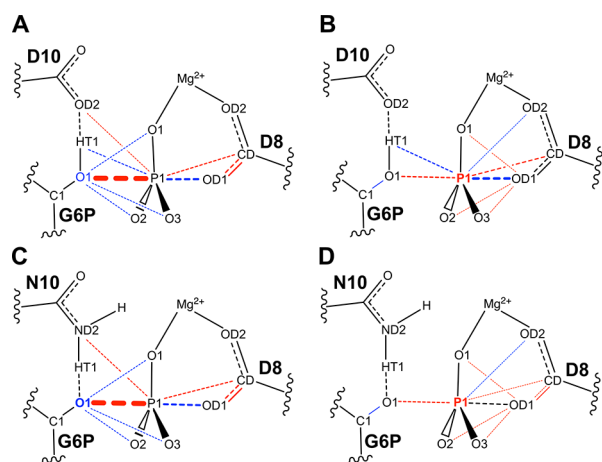 A
D10
O
OD2
Mg2+
OD2
O1
HT1
D8
CD
O1
P1
OD1
C1
G6P
O2
O3
B
D10
O
OD2
Mg2+
OD2
O1
HT1
D8
CD
O1
P1
OD1
C1
G6P
O2
O3
C
N10
O
H
ND2
Mg2+
OD2
O1
HT1
D8
CD
O1
P1
OD1
C1
G6P
O2
O3
D
N10
O
H
ND2
Mg2+
OD2
O1
HT1
D8
CD
O1
P1
OD1
C1
G6P
O2
O3